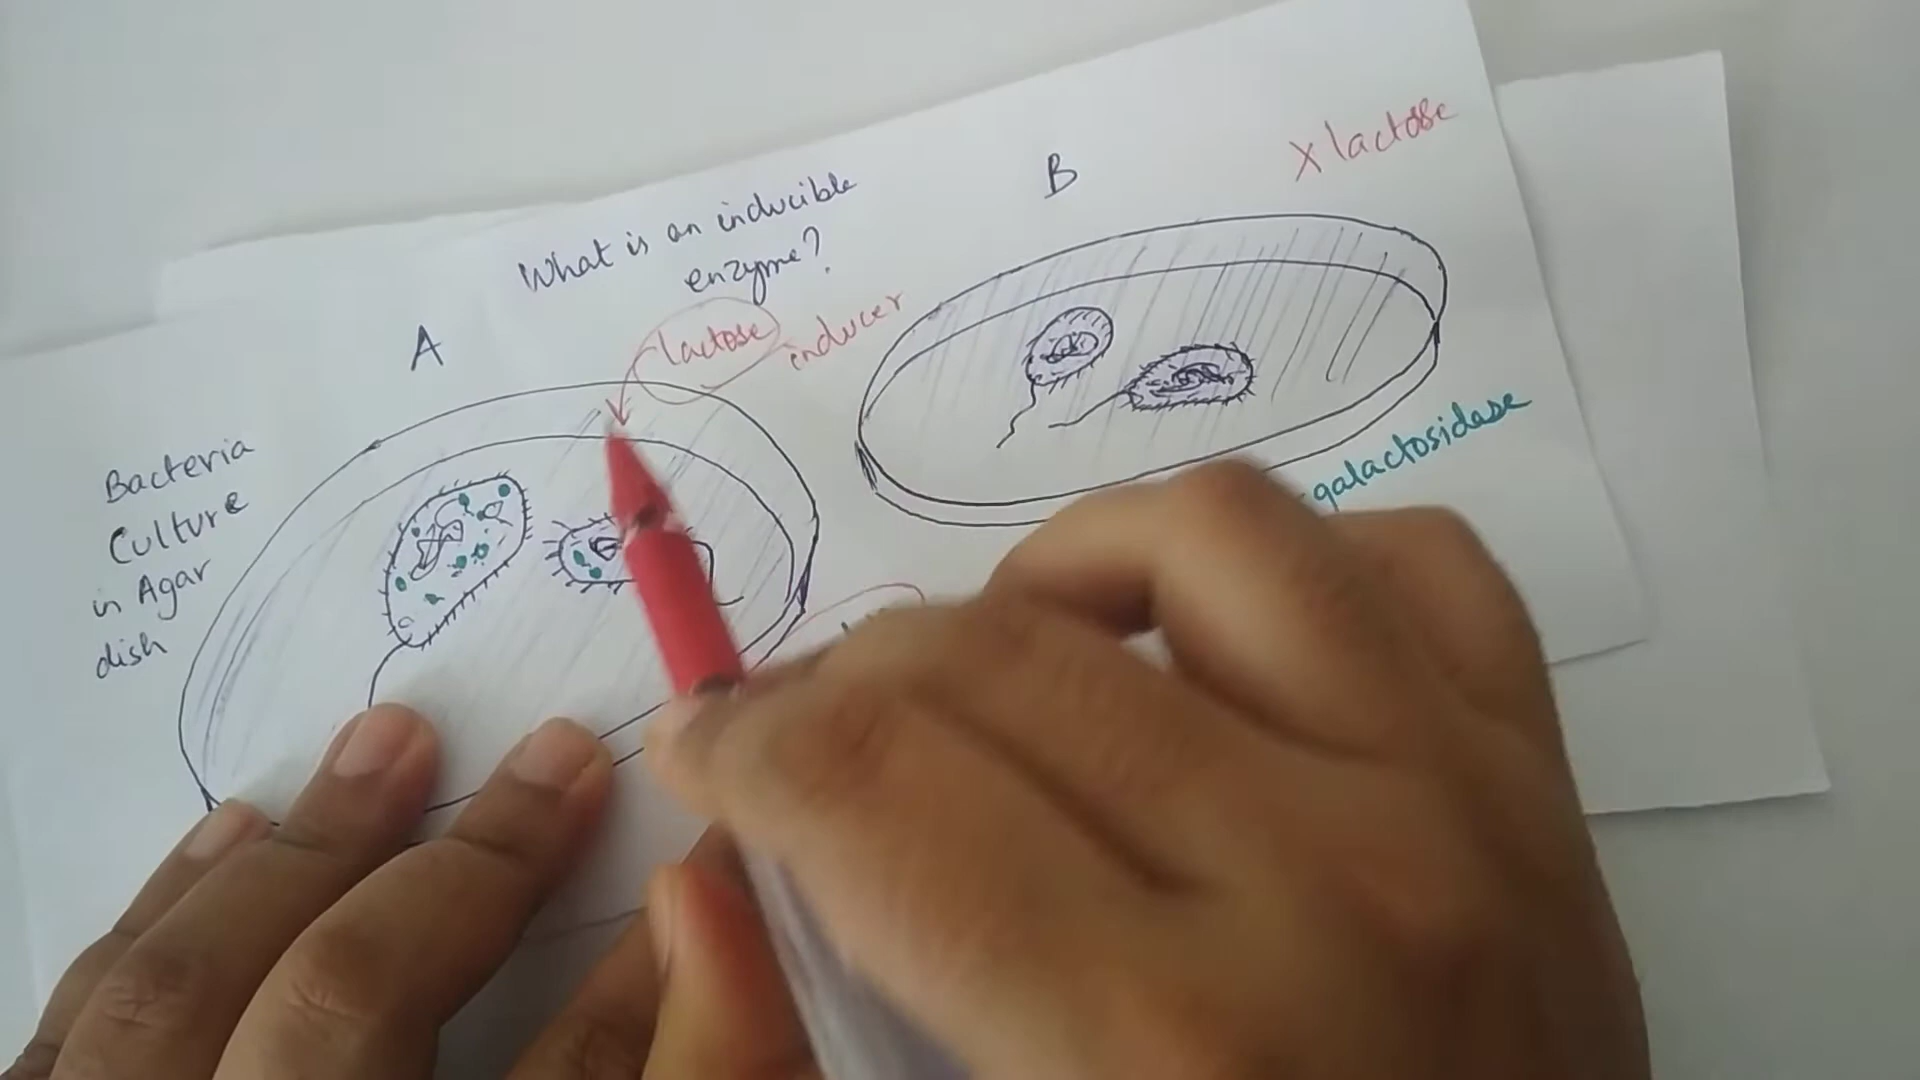 What is an inducible
enzyme?
A
lactose
inducer
B
X lactose
Bacteria
Culture
in Agar
dish
galactosidase